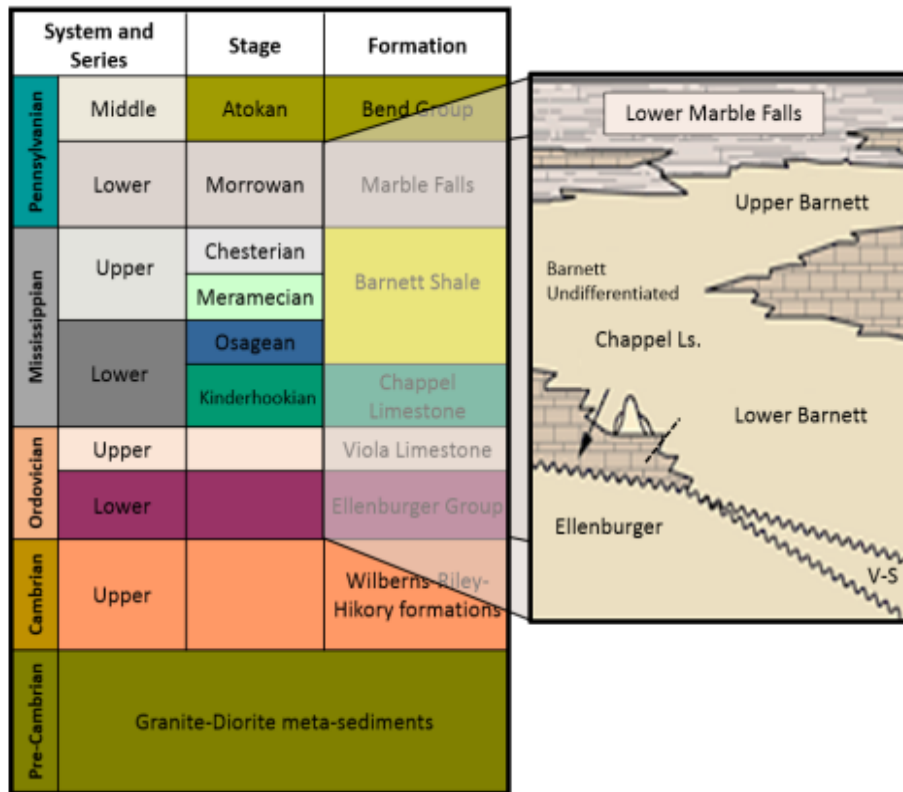 System and
Series
Stage
Formation
Pennsylvanian
Middle
Atokan
Bend Group
Lower
Morrowan
Marble Falls
Mississippian
Upper
Chesterian
Meramecian
Barnett Shale
Lower
Osagean
Kinderhookian
Chappel
Limestone
Ordovician
Upper
Viola Limestone
Lower
Ellenburger Group
Cambrian
Upper
Wilberns-Riley-
Hikory formations
Pre-Cambrian
Granite-Diorite meta-sediments
Lower Marble Falls
Upper Barnett
Barnett
Undifferentiated
Chappel Ls.
Lower Barnett
Ellenburger
V-S